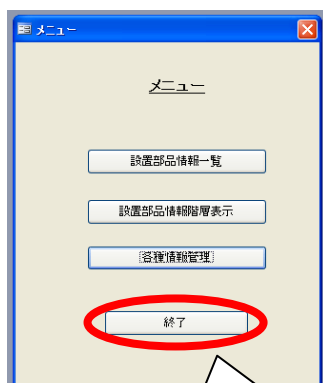 メニュー
メニュー
設置部品情報一覧
設置部品情報階層表示
各種情報管理
終了